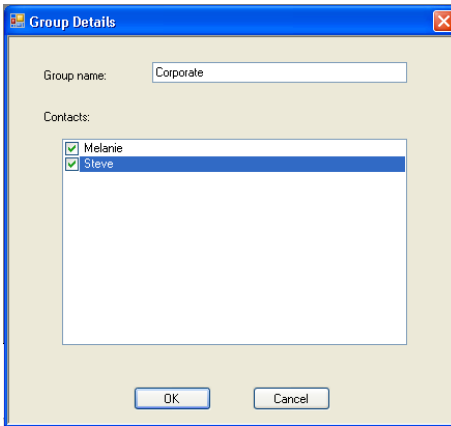 Group Details
Group name: Corporate
Contacts:
Melanie
Steve
OK Cancel